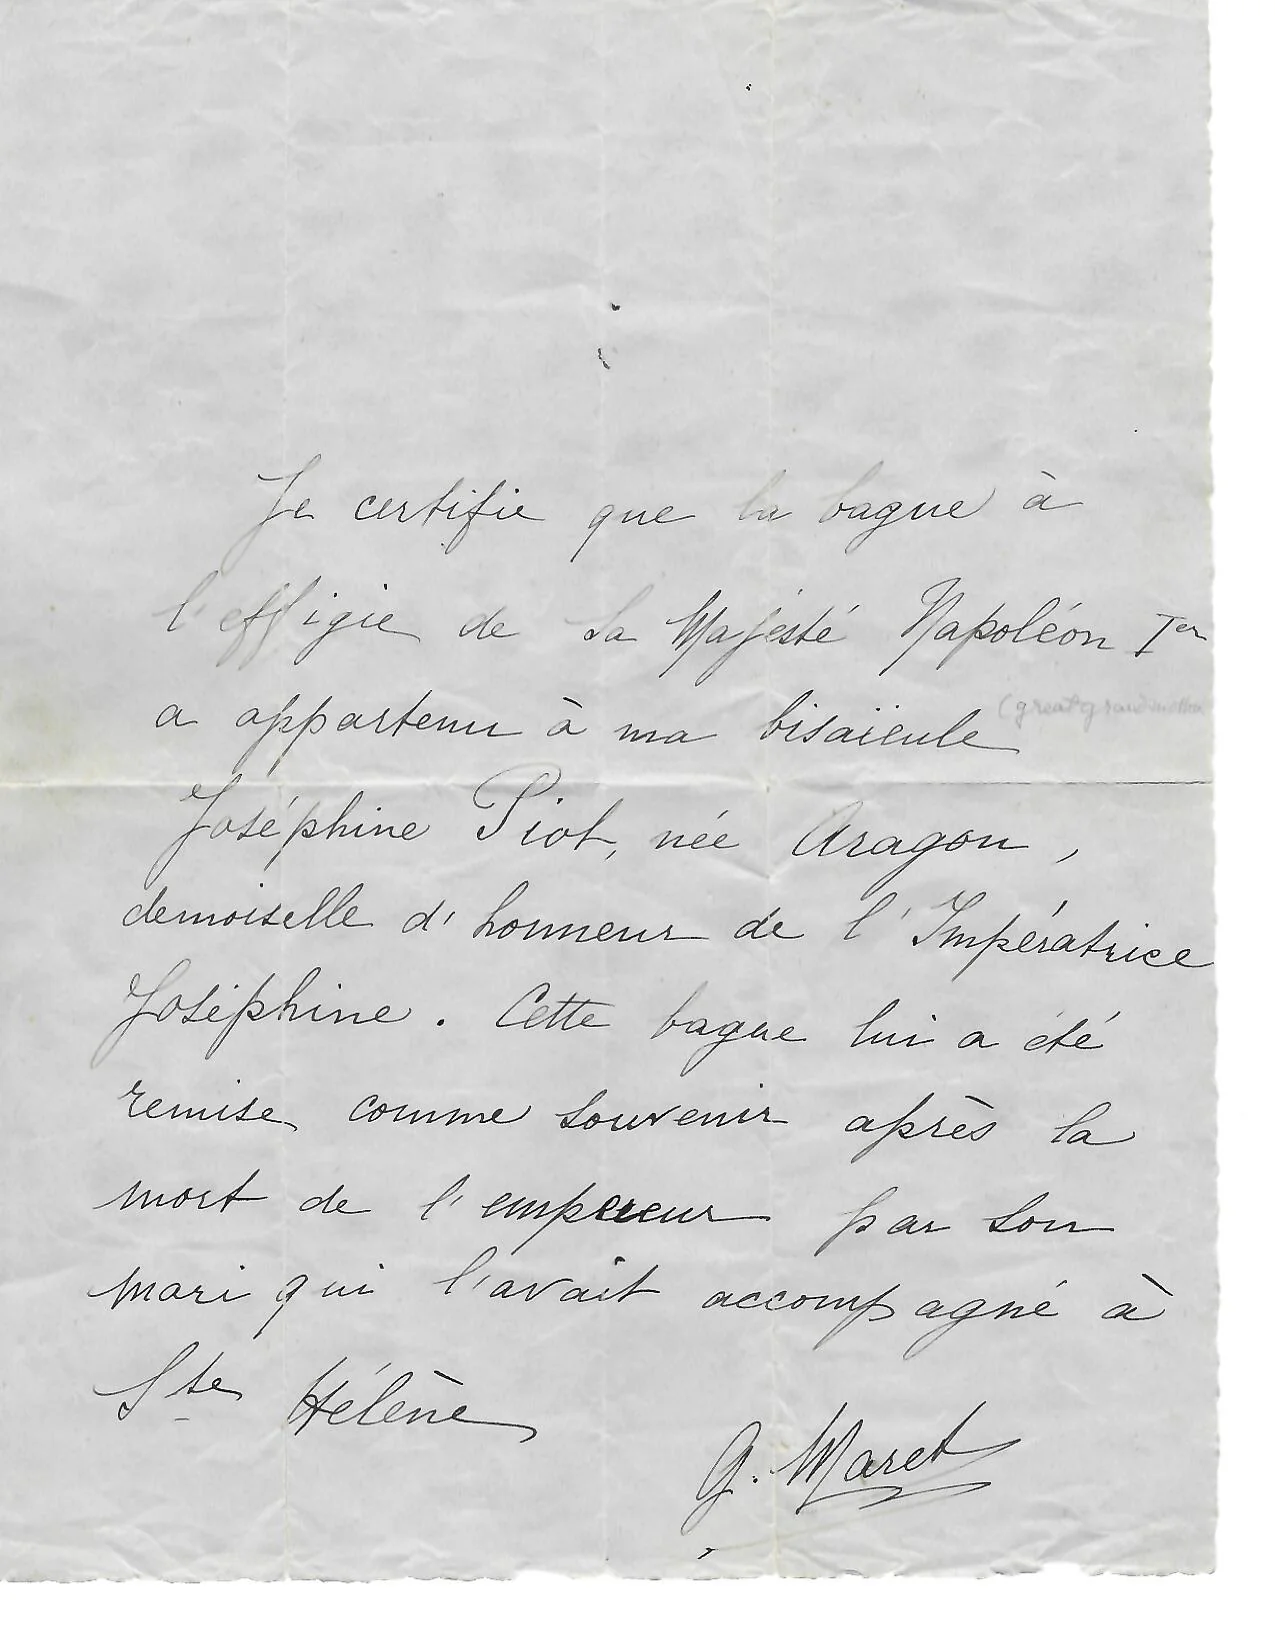 Je certifie que la bague à
l'effigie de Sa Majesté Napoléon Ier
a appartenu à ma bisaïeule (great grandmother
Joséphine Piot, née Aragon,
demoiselle d'honneur de l'Impératrice
Joséphine. Cette bague lui a été
remise comme souvenir après la
mort de l'empereur par son
mari qui l'avait accompagné à
Ste Hélène
G. Maret